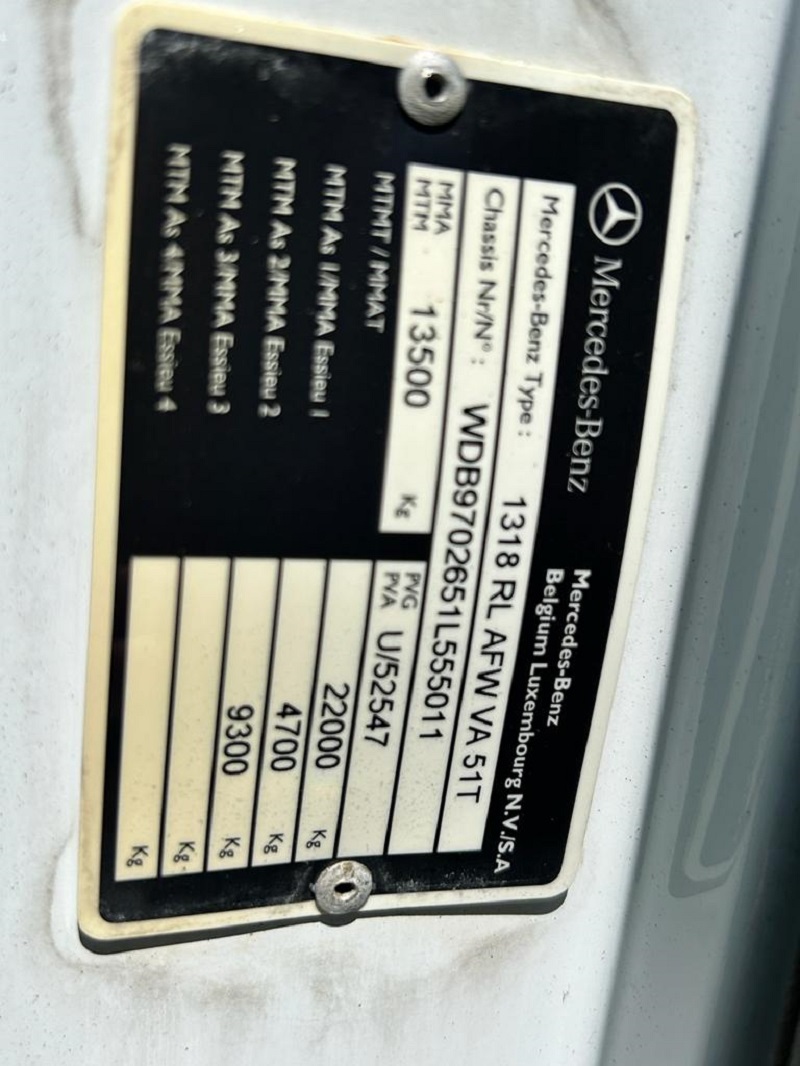 Mercedes-Benz
Mercedes-Benz
Belgium Luxembourg N.V./S.A
Mercedes-Benz Type : 1318 RL AFW VA 51T
Chassis Nr/N° : WDB9702651L555011
MMA
MTM 13500 Kg
PVG
PVA U/52547
MTMT / MMAT 22000 Kg
MTM As 1/MMA Essieu 1 4700 Kg
MTM As 2/MMA Essieu 2 9300 Kg
MTM As 3/MMA Essieu 3 Kg
MTM As 4/MMA Essieu 4 Kg